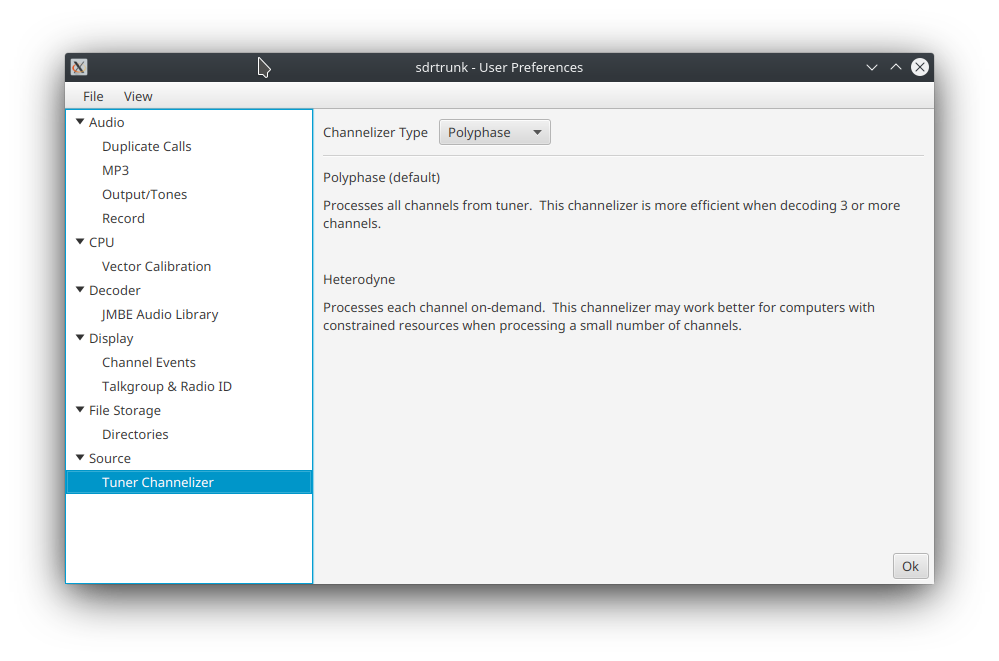 sdrtrunk - User Preferences
File View
Audio
Duplicate Calls
MP3
Output/Tones
Record
CPU
Vector Calibration
Decoder
JMBE Audio Library
Display
Channel Events
Talkgroup & Radio ID
File Storage
Directories
Source
Tuner Channelizer
Channelizer Type Polyphase
Polyphase (default)
Processes all channels from tuner.  This channelizer is more efficient when decoding 3 or more
channels.
Heterodyne
Processes each channel on-demand.  This channelizer may work better for computers with
constrained resources when processing a small number of channels.
Ok